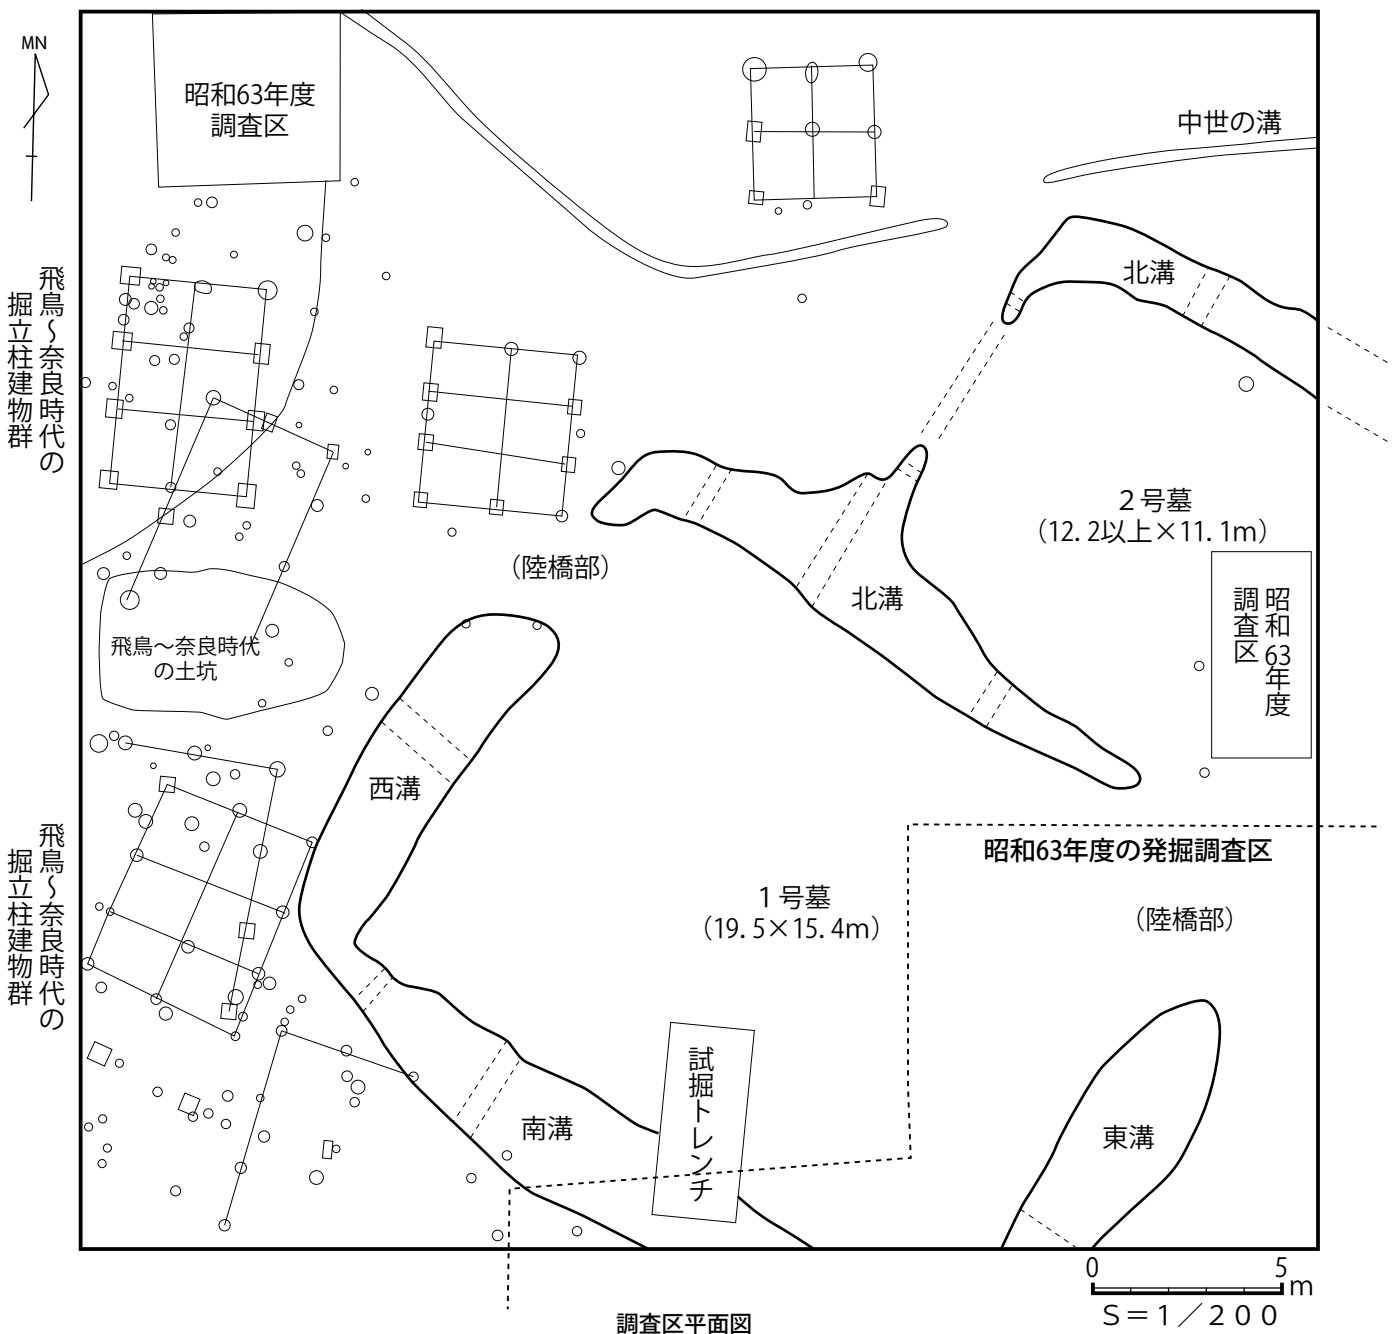 MN
昭和63年度
調査区
中世の溝
北溝
飛鳥～奈良時代の
掘立柱建物群
２号墓
（12. 2以上×11. 1m）
（陸橋部）
北溝
昭和63年度
調査区
飛鳥～奈良時代
の土坑
西溝
飛鳥～奈良時代の
掘立柱建物群
昭和63年度の発掘調査区
１号墓
（19. 5×15. 4m）
（陸橋部）
試掘トレンチ
南溝
東溝
0 5
m
Ｓ＝１／２００
調査区平面図